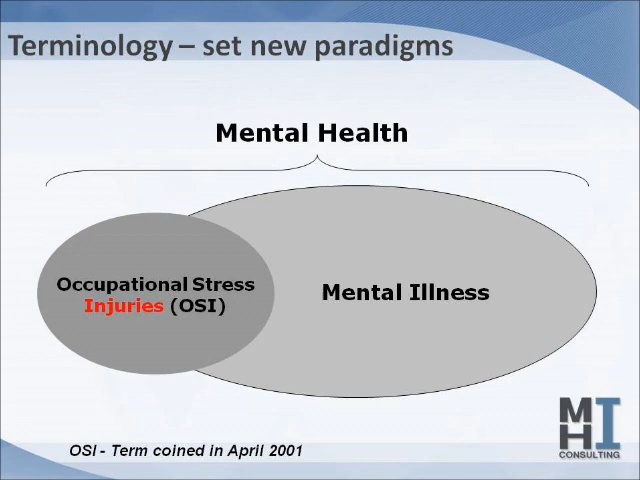 Terminology – set new paradigms
Mental Health
Occupational Stress
Injuries (OSI)
Mental Illness
OSI - Term coined in April 2001
MHI
CONSULTING